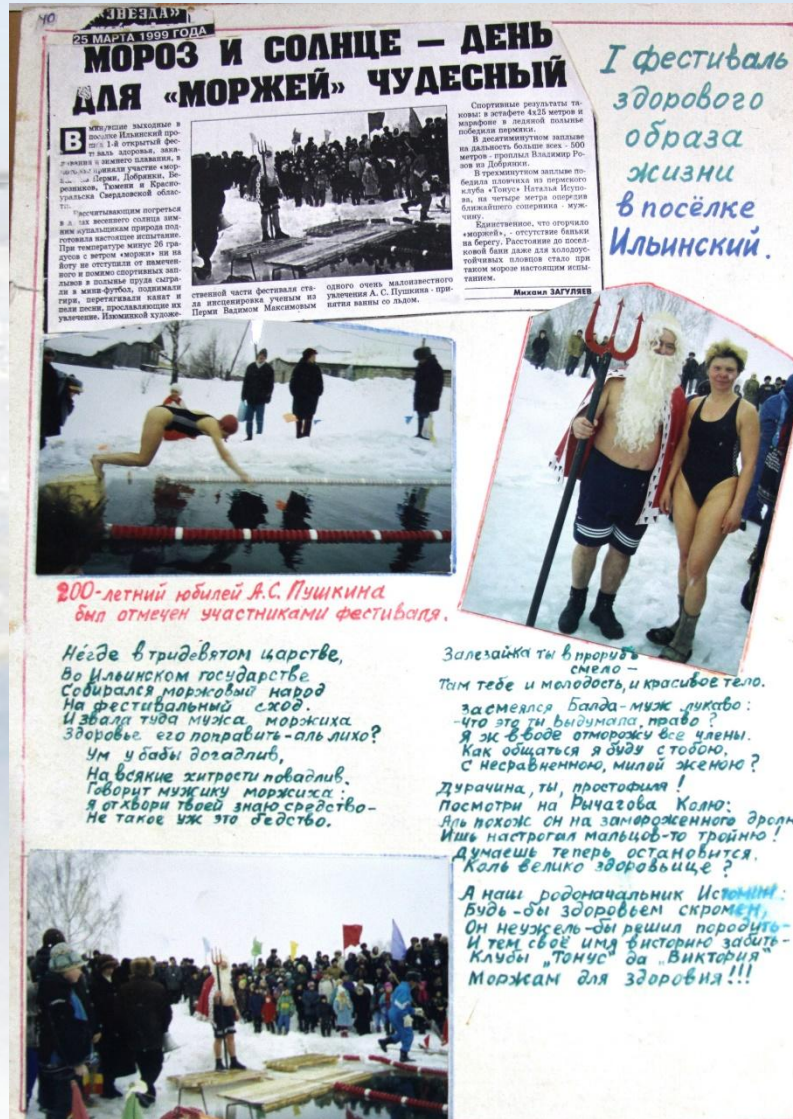 40
«ЗВЕЗДА»
25 МАРТА 1999 ГОДА
МОРОЗ И СОЛНЦЕ – ДЕНЬ
ДЛЯ «МОРЖЕЙ» ЧУДЕСНЫЙ
В минувшие выходные в
поселке Ильинский про-
1-й открытый фес-
тиваль здоровья, зака-
и зимнего плавания, в
приняли участие «мор-
Перми, Добрянки, Бе-
резников, Тюмени и Красно-
уральска Свердловской облас-
Рассчитывающим погреться
в лучах весеннего солнца зим-
ним купальщикам природа под-
готовила настоящее испытание.
При температуре минус 26 гра-
дусов с ветром «моржи» ни на
йоту не отступили от намечен-
ного и помимо спортивных зап-
лывов в полынье пруда сыгра-
ли в мини-футбол, поднимали
гири, перетягивали канат и
пели песни, прославляющие их
увлечение. Изюминкой художе-
ственной части фестиваля ста-
ла инсценировка ученым из
Перми Вадимом Максимовым
одного очень малоизвестного
увлечения А. С. Пушкина - при-
нятия ванны со льдом.
Спортивные результаты та-
ковы: в эстафете 4х25 метров и
марафоне в ледяной полынье
победили пермяки.
В десятиминутном заплыве
на дальность больше всех - 500
метров - проплыл Владимир Ро-
зов из Добрянки.
В трехминутном заплыве по-
бедила пловчиха из пермского
клуба «Тонус» Наталья Исупо-
ва, на четыре метра опередив
ближайшего соперника - муж-
чину.
Единственное, что огорчило
«моржей», - отсутствие баньки
на берегу. Расстояние до посел-
ковой бани даже для холодоус-
тойчивых пловцов стало при
таком морозе настоящим испы-
танием.
Михаил ЗАГУЛЯЕВ
I фестиваль
здорового
образа
жизни
в посёлке
Ильинский.
200-летний юбилей А.С. Пушкина
был отмечен участниками фестиваля.
Негде в тридевятом царстве,
Во Ильинском государстве
Собирался моржовый народ
На фестивальный сход.
И звала туда мужа моржиха
Здоровье его поправить-аль лихо?
Ум у бабы догадлив,
На всякие хитрости повадлив.
Говорит мужику моржиха:
Я от хвори твоей знаю средство-
Не такое уж это бедство.
Залезай-ка ты в прорубь
смело –
Там тебе и молодость, и красивое тело.
Засмеялся Балда-муж лукаво:
-Что это ты выдумала, право?
Я ж в воде отморожу все члены.
Как общаться я буду с тобою,
С несравненною, милой женою?
Дурачина, ты, простофиля!
Посмотри на Рычагова Колю:
Аль похож он на замороженного
Ишь настрогал мальцов-то тройню!
Думаешь теперь остановится,
Коль велико здоровьице?
А наш родоначальник Истомин:
Будь-бы здоровьем скромен,
Он неужель-бы решил породить-
И тем своё имя в историю забить-
Клубы „Тонус" да „Виктория"
Моржам для здоровия!!!